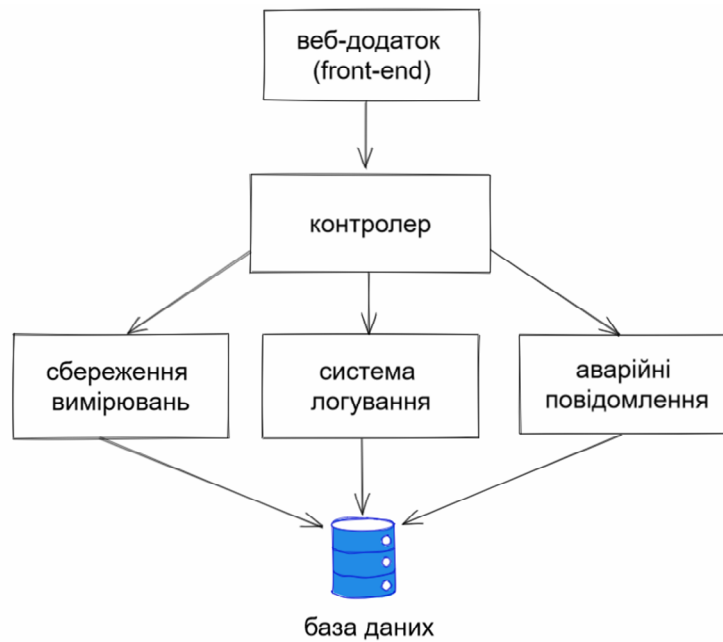 веб-додаток
(front-end)
контролер
сбереження
вимірювань
система
логування
аварійні
повідомлення
база даних